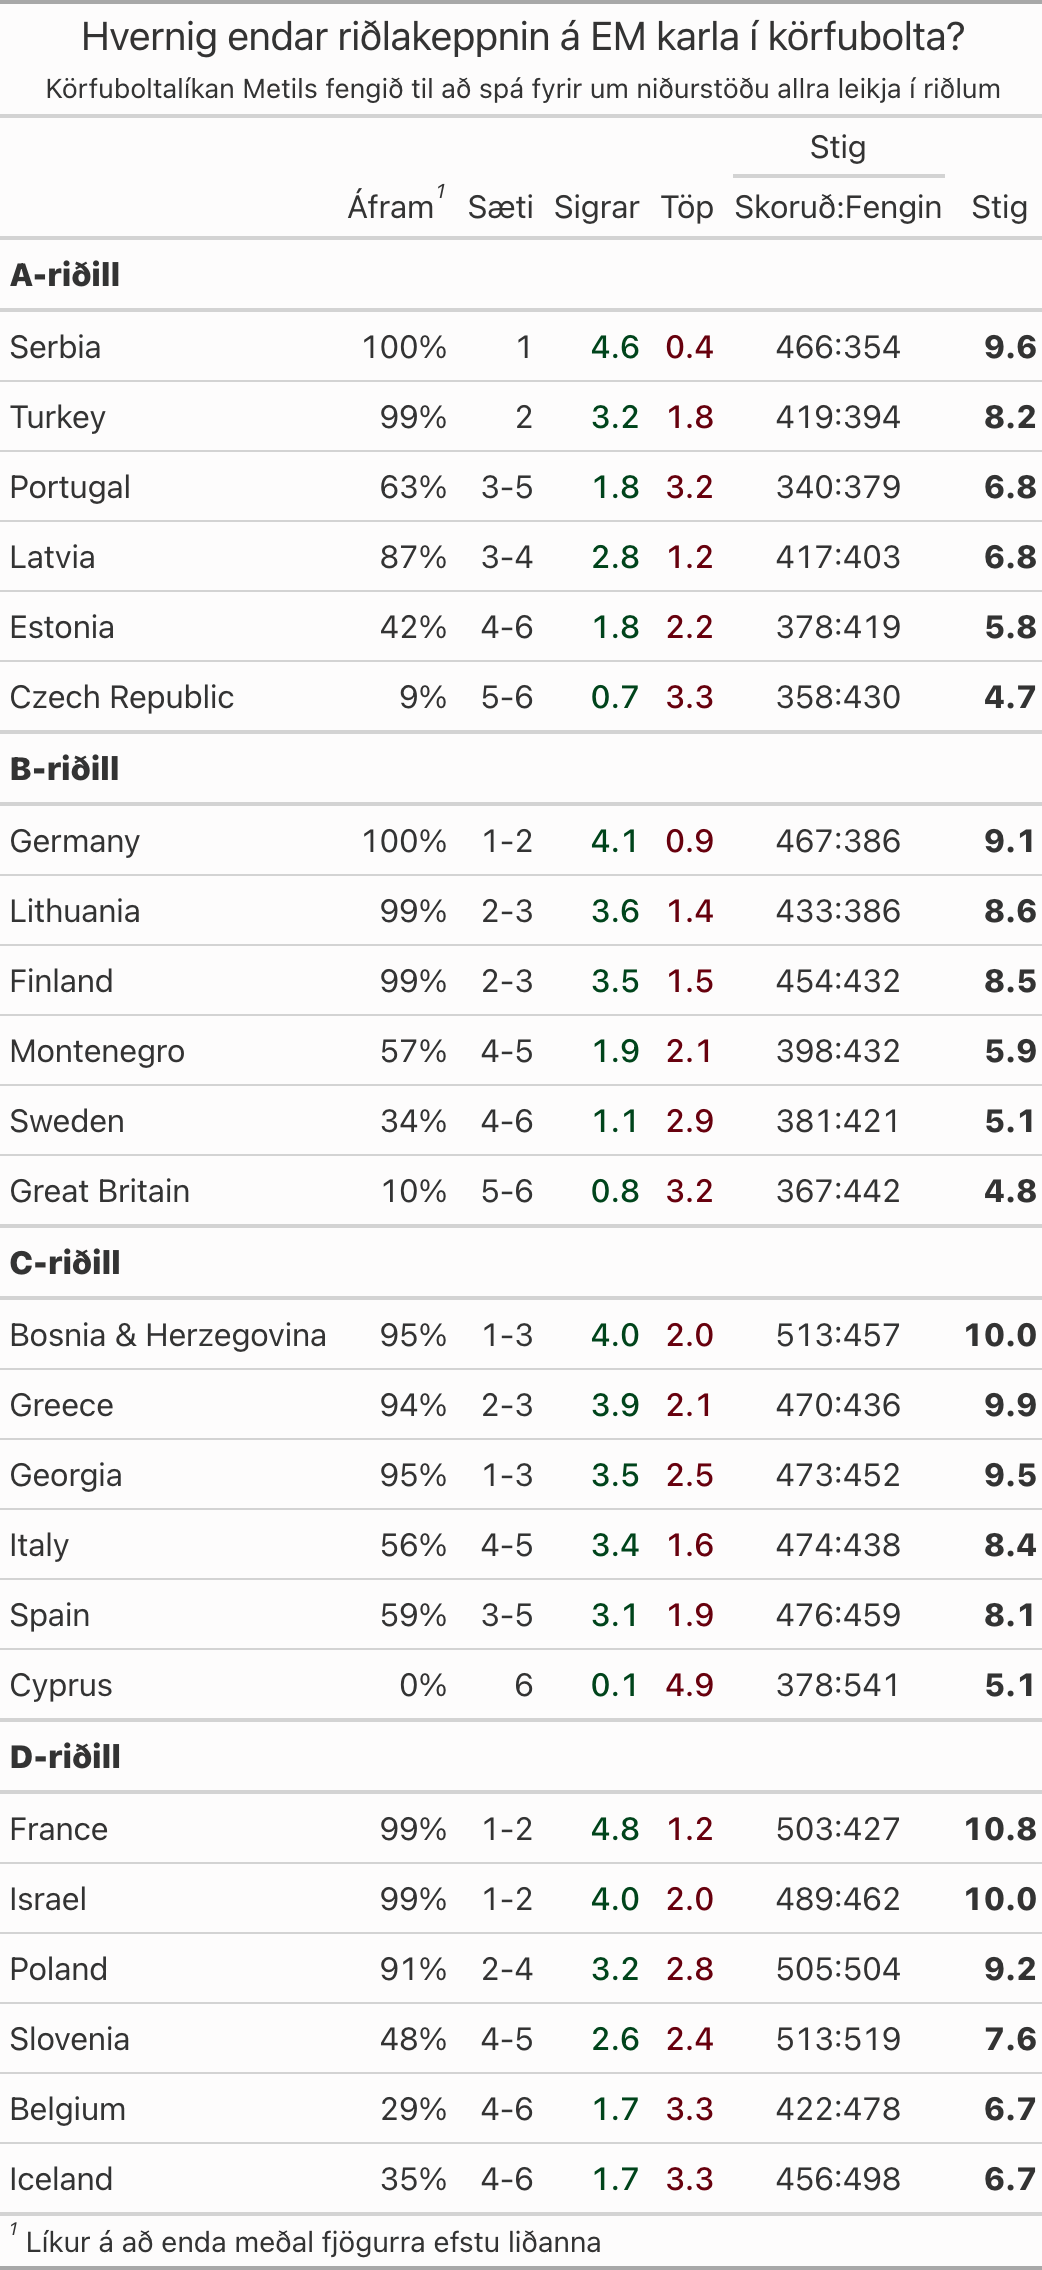 Hvernig endar riðlakeppnin á EM karla í körfubolta?
Körfuboltalíkan Metils fengið til að spá fyrir um niðurstöðu allra leikja í riðlum
Stig
Áfram¹ Sæti Sigrar Töp Skoruð:Fengin Stig
A-riðill
Serbia 100% 1 4.6 0.4 466:354 9.6
Turkey 99% 2 3.2 1.8 419:394 8.2
Portugal 63% 3-5 1.8 3.2 340:379 6.8
Latvia 87% 3-4 2.8 1.2 417:403 6.8
Estonia 42% 4-6 1.8 2.2 378:419 5.8
Czech Republic 9% 5-6 0.7 3.3 358:430 4.7
B-riðill
Germany 100% 1-2 4.1 0.9 467:386 9.1
Lithuania 99% 2-3 3.6 1.4 433:386 8.6
Finland 99% 2-3 3.5 1.5 454:432 8.5
Montenegro 57% 4-5 1.9 2.1 398:432 5.9
Sweden 34% 4-6 1.1 2.9 381:421 5.1
Great Britain 10% 5-6 0.8 3.2 367:442 4.8
C-riðill
Bosnia & Herzegovina 95% 1-3 4.0 2.0 513:457 10.0
Greece 94% 2-3 3.9 2.1 470:436 9.9
Georgia 95% 1-3 3.5 2.5 473:452 9.5
Italy 56% 4-5 3.4 1.6 474:438 8.4
Spain 59% 3-5 3.1 1.9 476:459 8.1
Cyprus 0% 6 0.1 4.9 378:541 5.1
D-riðill
France 99% 1-2 4.8 1.2 503:427 10.8
Israel 99% 1-2 4.0 2.0 489:462 10.0
Poland 91% 2-4 3.2 2.8 505:504 9.2
Slovenia 48% 4-5 2.6 2.4 513:519 7.6
Belgium 29% 4-6 1.7 3.3 422:478 6.7
Iceland 35% 4-6 1.7 3.3 456:498 6.7
¹ Líkur á að enda meðal fjögurra efstu liðanna